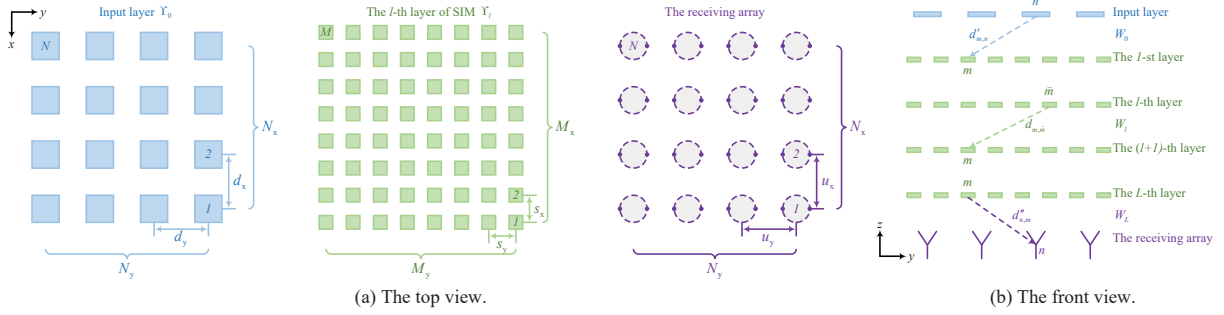 y
x
Input layer ϒ0
N
2
1
dx
dy
Nx
Ny
The l-th layer of SIM ϒl
M
2
1
sx
sy
Mx
My
The receiving array
N
2
1
ux
uy
Nx
Ny
(a) The top view.
n
Input layer
d′m,n
W0
m
The 1-st layer
m̄
The l-th layer
dm,m̄
Wl
m
The (l+1)-th layer
m
The L-th layer
d″n,m
WL
z
y
n
The receiving array
(b) The front view.